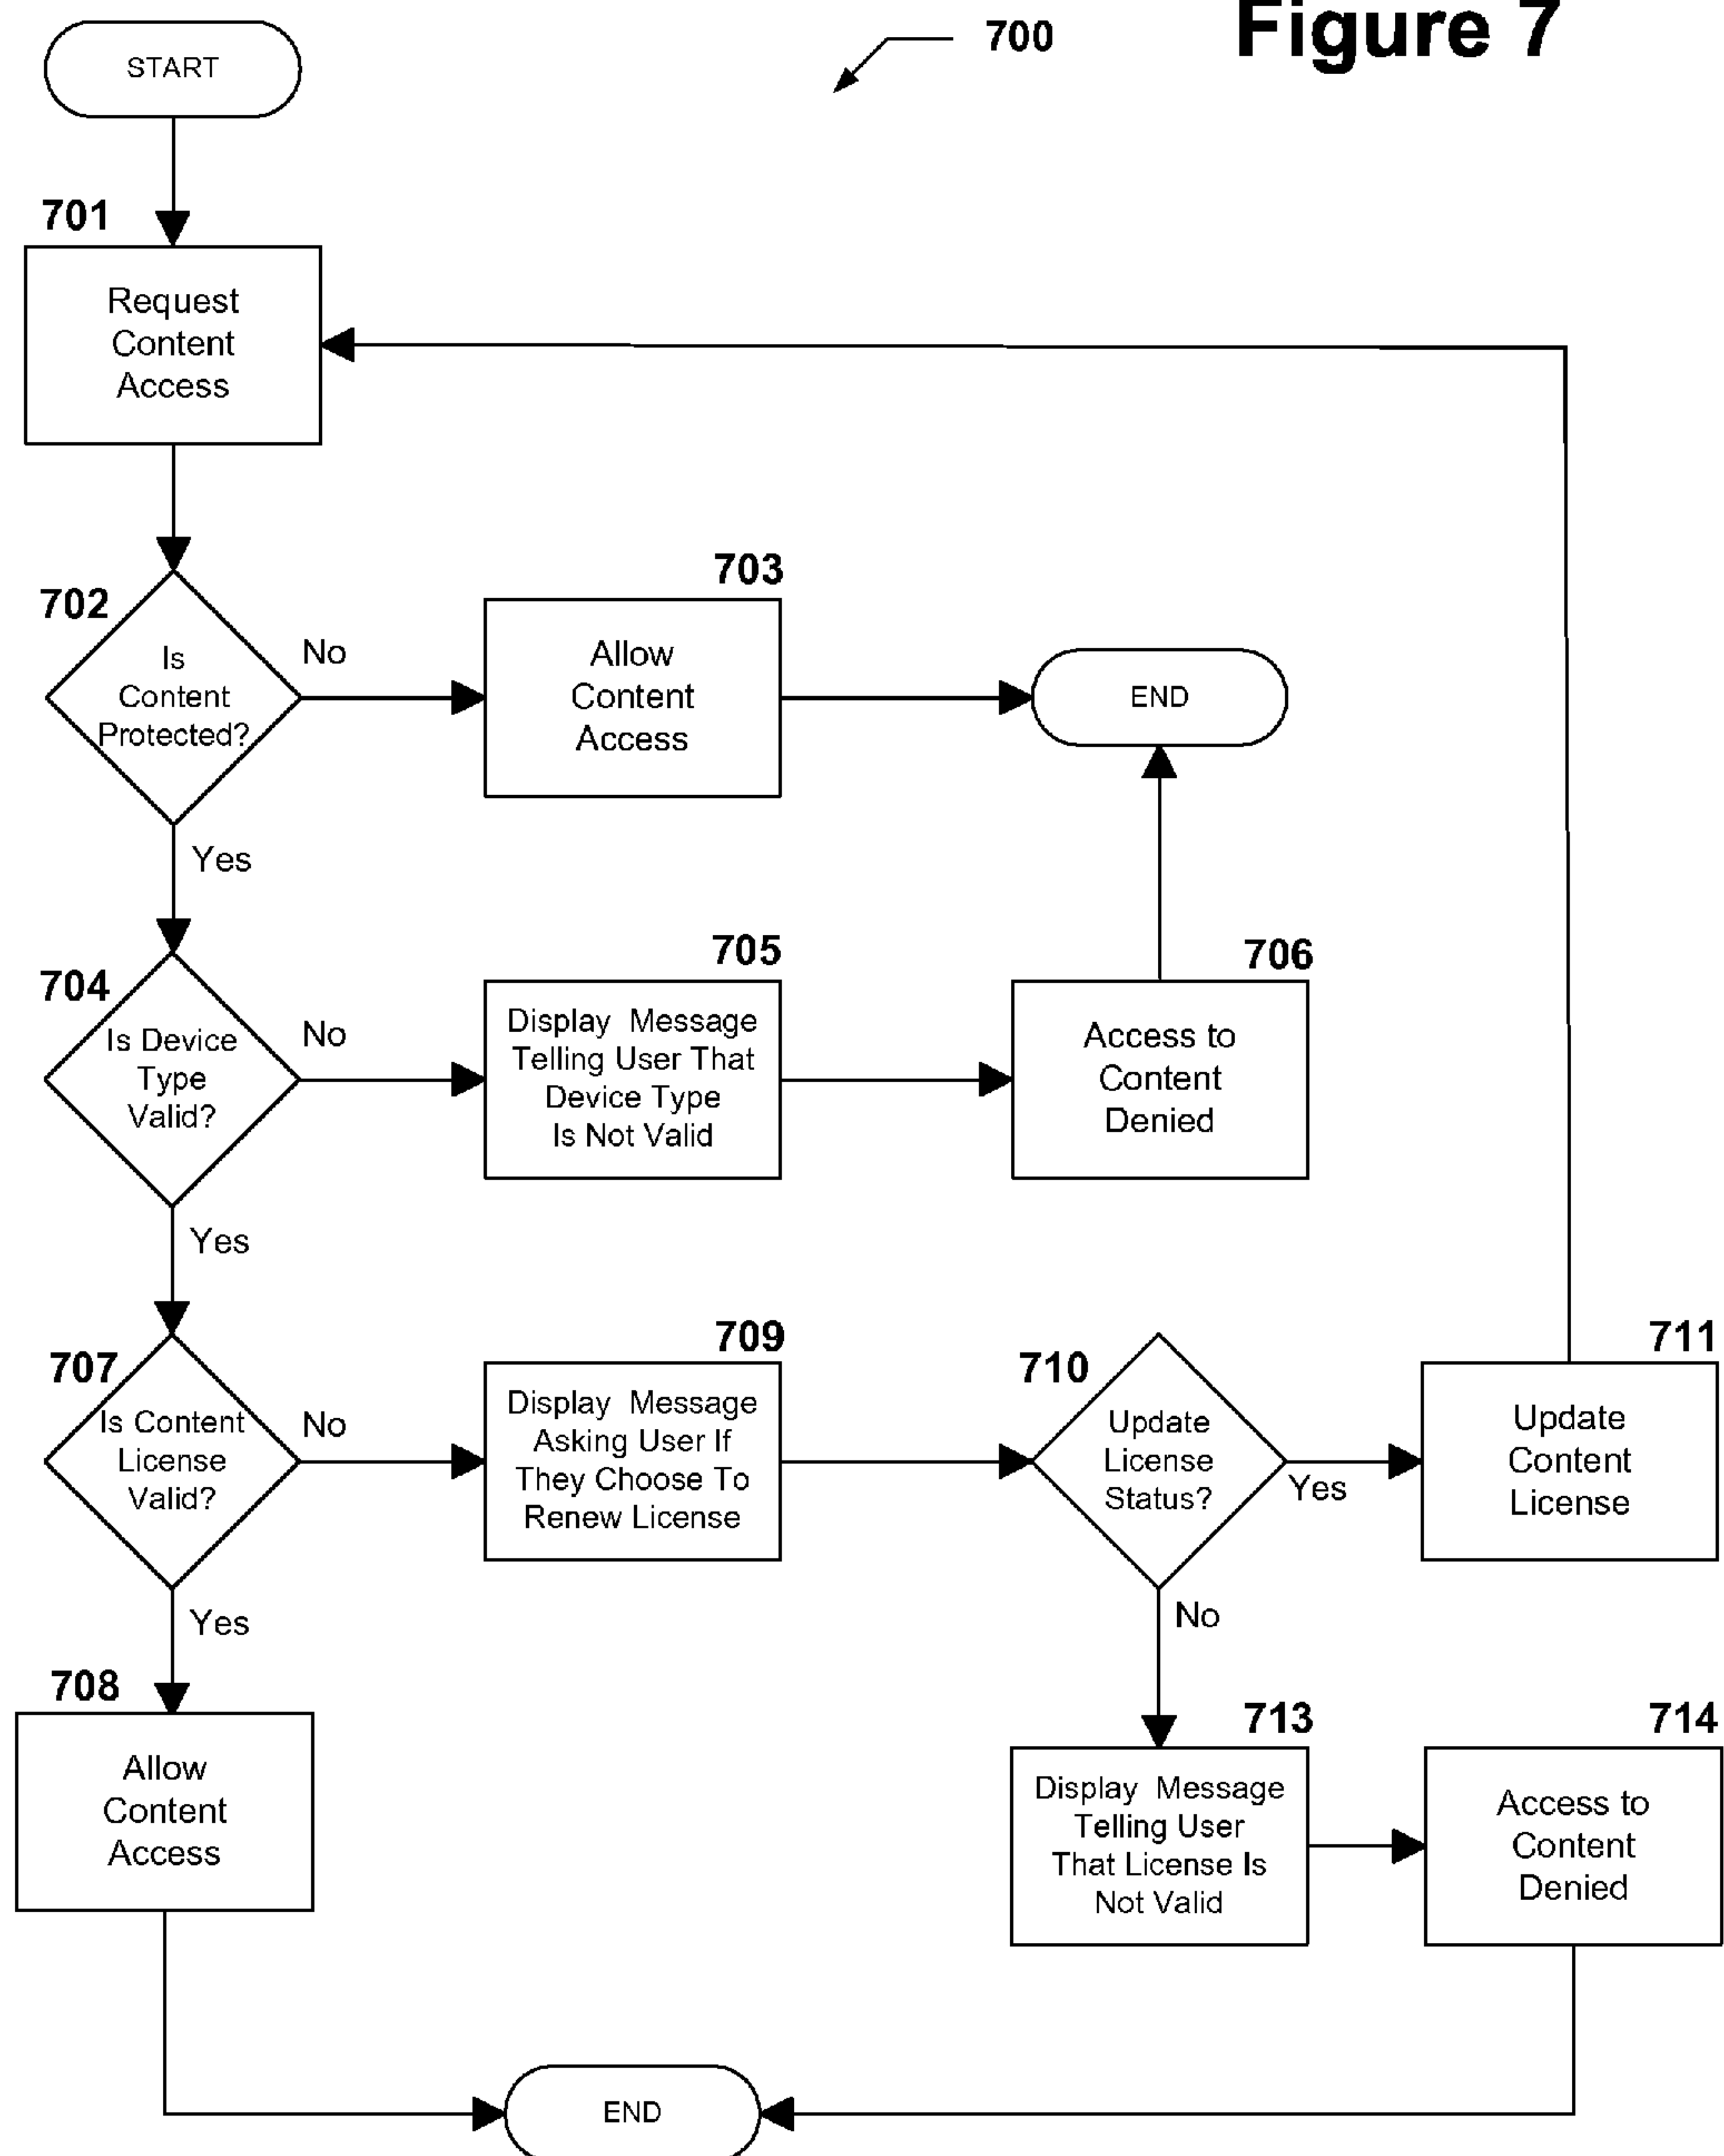 Figure 7
700
START
701
Request
Content
Access
702
Is
Content
Protected?
No
Yes
703
Allow
Content
Access
END
704
Is Device
Type
Valid?
No
Yes
705
Display Message
Telling User That
Device Type
Is Not Valid
706
Access to
Content
Denied
707
Is Content
License
Valid?
No
Yes
709
Display Message
Asking User If
They Choose To
Renew License
710
Update
License
Status?
Yes
No
711
Update
Content
License
708
Allow
Content
Access
713
Display Message
Telling User
That License Is
Not Valid
714
Access to
Content
Denied
END